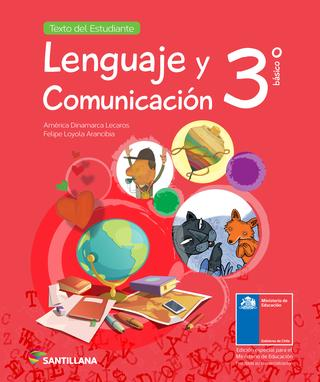 Texto del Estudiante
Lenguaje y
Comunicación
3º
básico
América Dinamarca Lecaros
Felipe Loyola Arancibia
Ministerio de
Educación
Gobierno de Chile
SANTILLANA
Edición especial para el
Ministerio de Educación